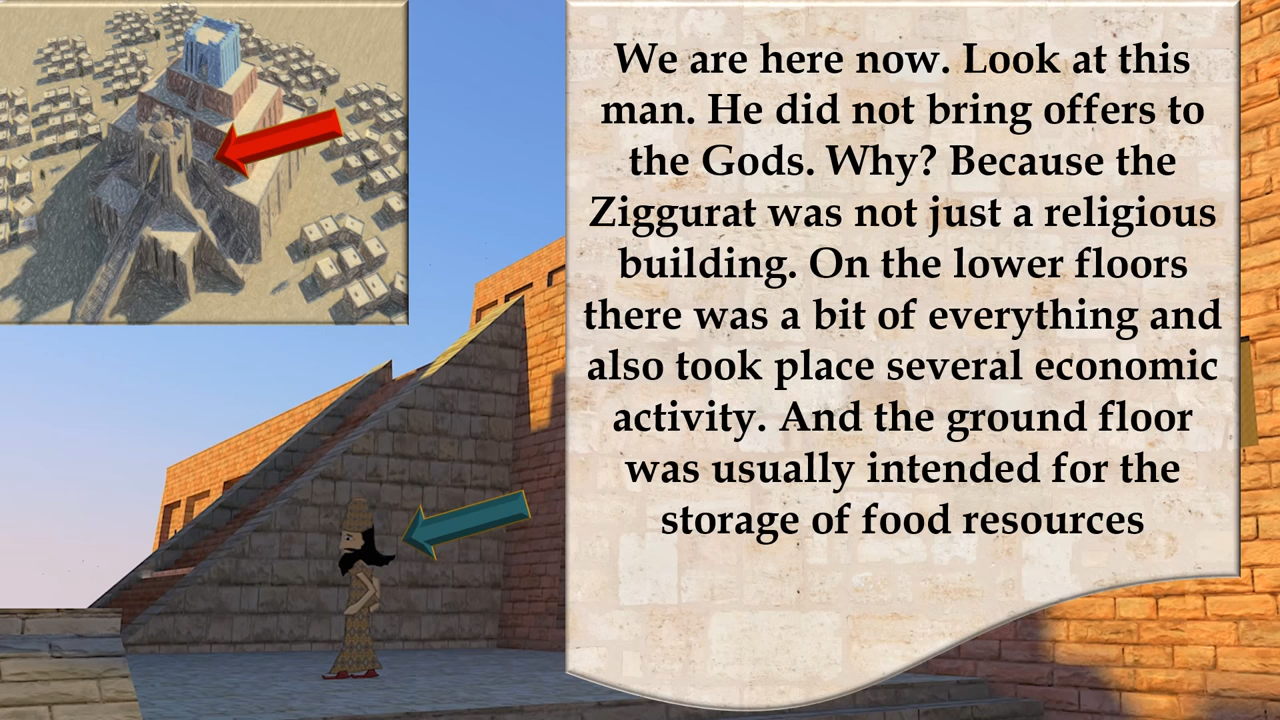 We are here now. Look at this
man. He did not bring offers to
the Gods. Why? Because the
Ziggurat was not just a religious
building. On the lower floors
there was a bit of everything and
also took place several economic
activity. And the ground floor
was usually intended for the
storage of food resources